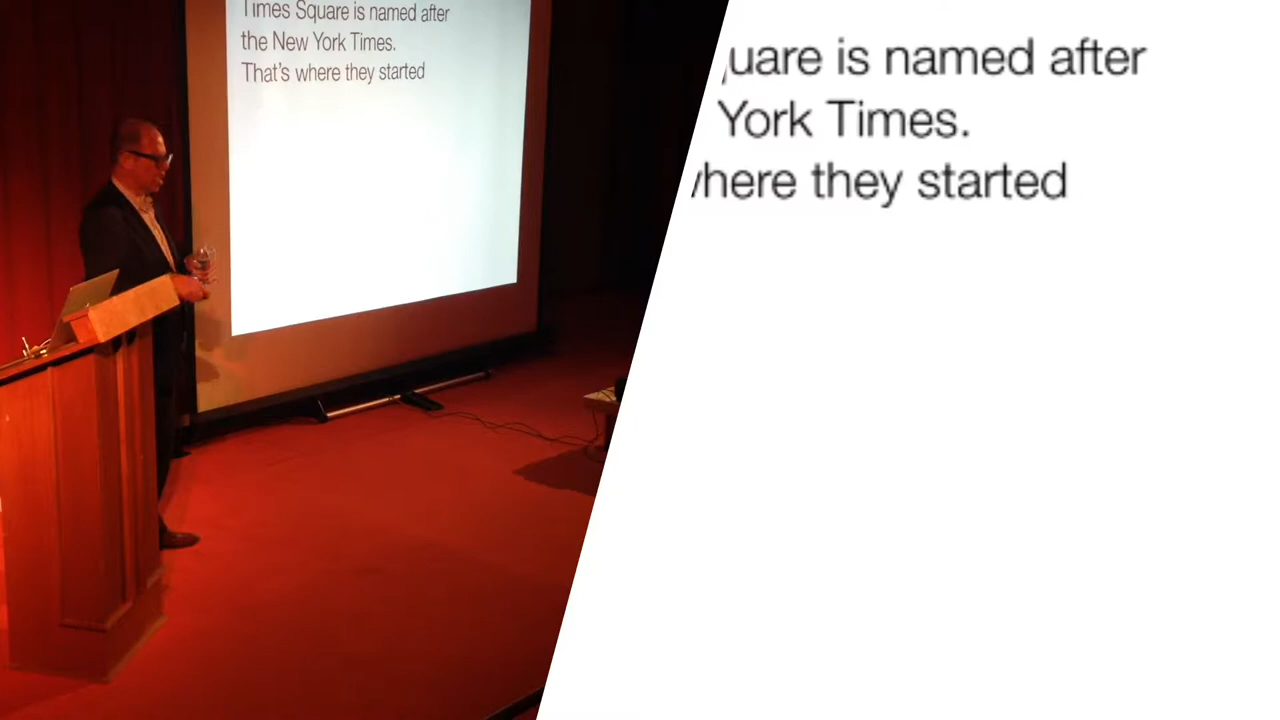 Times Square is named after
the New York Times.
That's where they started
uare is named after
York Times.
where they started